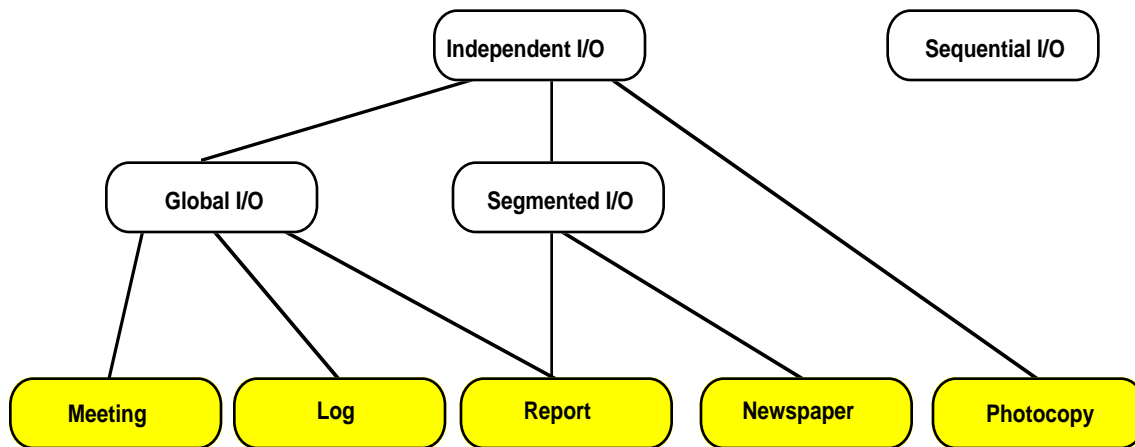 Independent I/O
Sequential I/O
Global I/O
Segmented I/O
Meeting
Log
Report
Newspaper
Photocopy